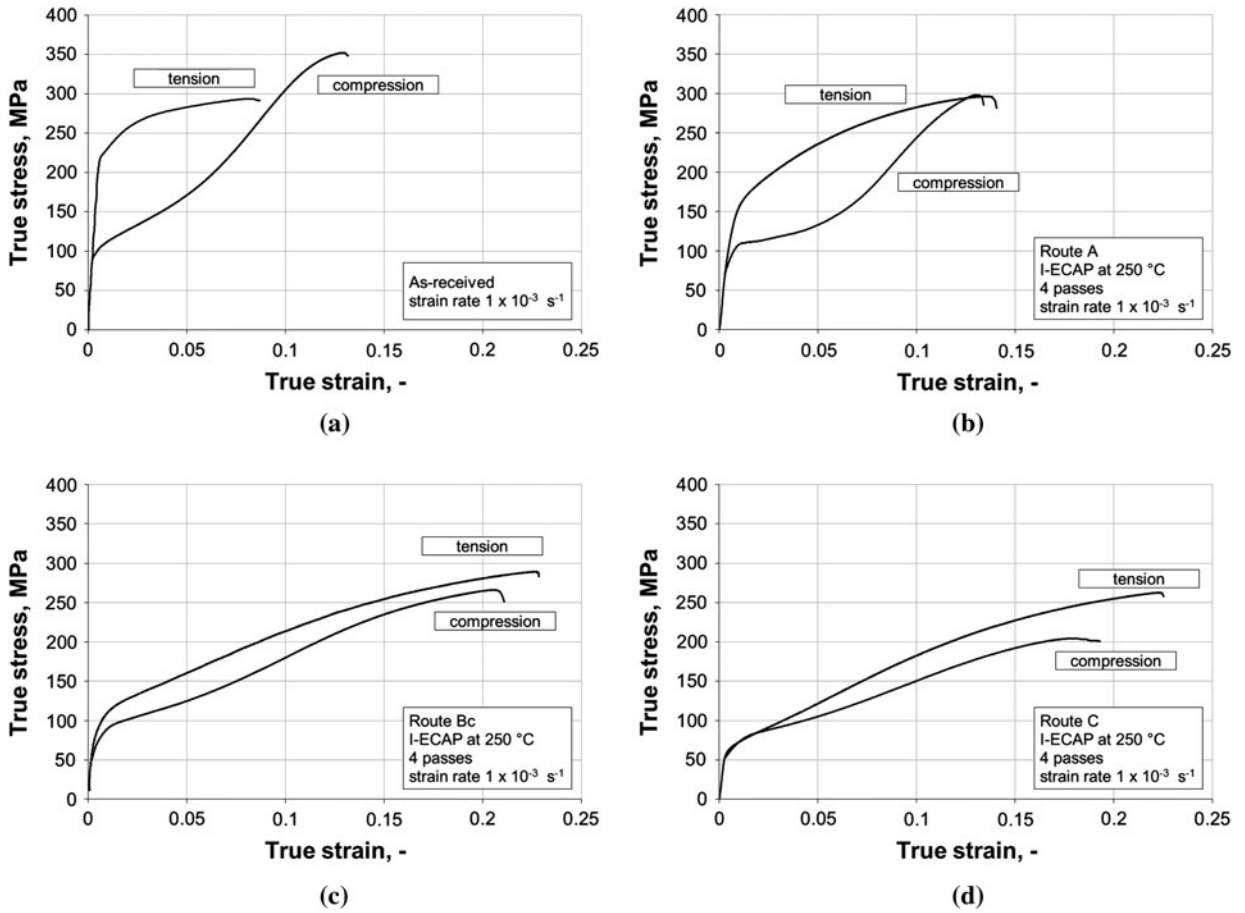 400
350
300
250
200
150
100
50
0
True stress, MPa
tension
compression
As-received
strain rate 1 x 10⁻³ s⁻¹
0 0.05 0.1 0.15 0.2 0.25
True strain, -
(a)
400
350
300
250
200
150
100
50
0
True stress, MPa
tension
compression
Route A
I-ECAP at 250 °C
4 passes
strain rate 1 x 10⁻³ s⁻¹
0 0.05 0.1 0.15 0.2 0.25
True strain, -
(b)
400
350
300
250
200
150
100
50
0
True stress, MPa
tension
compression
Route Bc
I-ECAP at 250 °C
4 passes
strain rate 1 x 10⁻³ s⁻¹
0 0.05 0.1 0.15 0.2 0.25
True strain, -
(c)
400
350
300
250
200
150
100
50
0
True stress, MPa
tension
compression
Route C
I-ECAP at 250 °C
4 passes
strain rate 1 x 10⁻³ s⁻¹
0 0.05 0.1 0.15 0.2 0.25
True strain, -
(d)